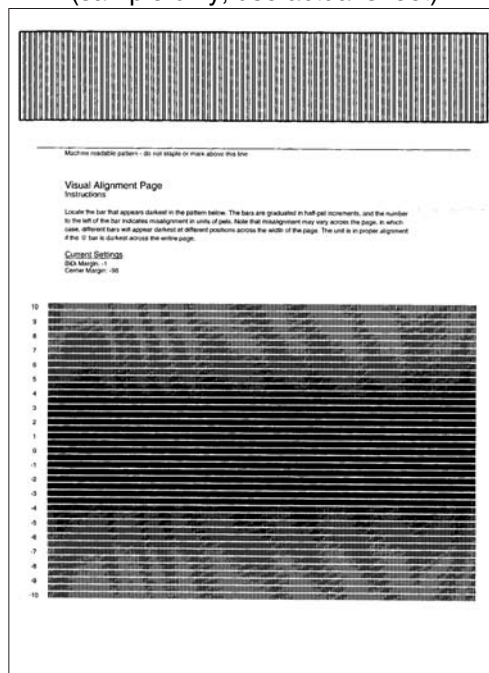 (sample only, use actual sheet)
Machine readable pattern - do not staple or mark above this line
Visual Alignment Page
Instructions
Locate the bar that appears darkest in the pattern below. The bars are graduated in half-pel increments, and the number
to the left of the bar indicates misalignment in units of pels. Note that misalignment may vary across the page, in which
case, different bars will appear darkest at different positions across the width of the page. The unit is in proper alignment
if the '0' bar is darkest across the entire page.
Current Settings
BiDi Margin: -1
Carrier Margin: -98
10
9
8
7
6
5
4
3
2
1
0
-1
-2
-3
-4
-5
-6
-7
-8
-9
-10